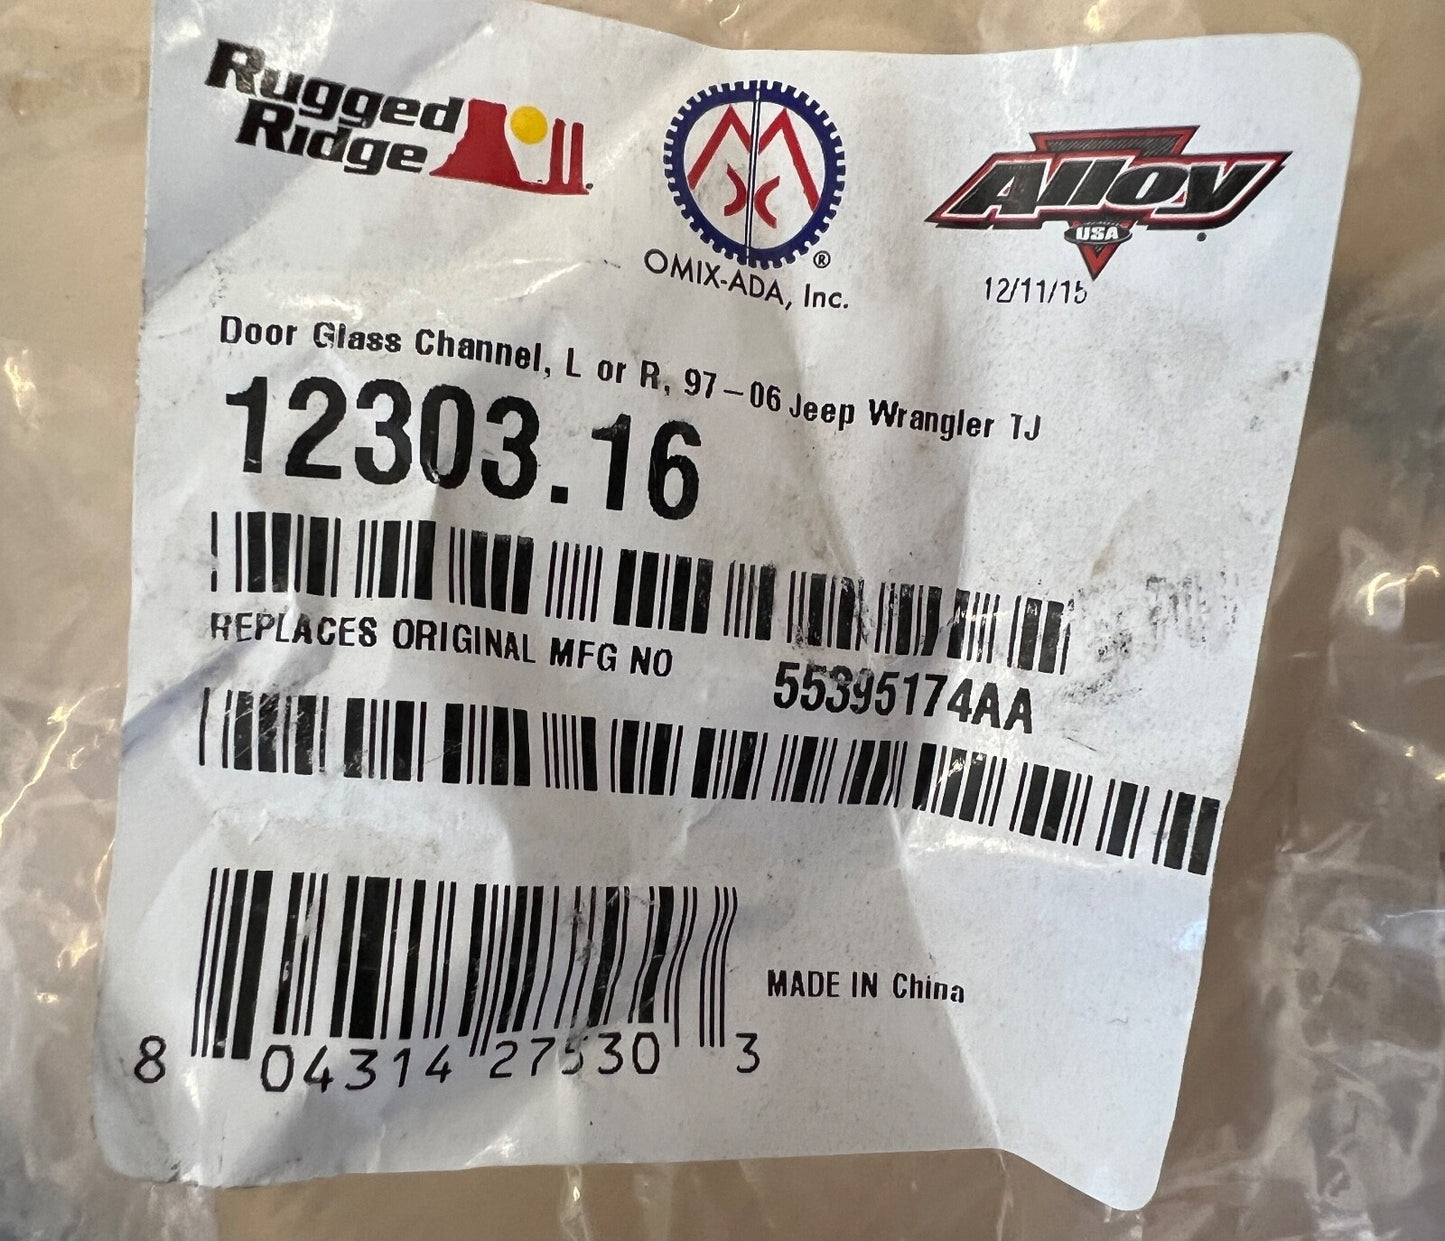 Rugged
Ridge
OMIX-ADA, Inc.
Alloy
USA
12/11/15
Door Glass Channel, L or R, 97-06 Jeep Wrangler TJ
12303.16
REPLACES ORIGINAL MFG NO 55395174AA
MADE IN China
8 04314 27530 3